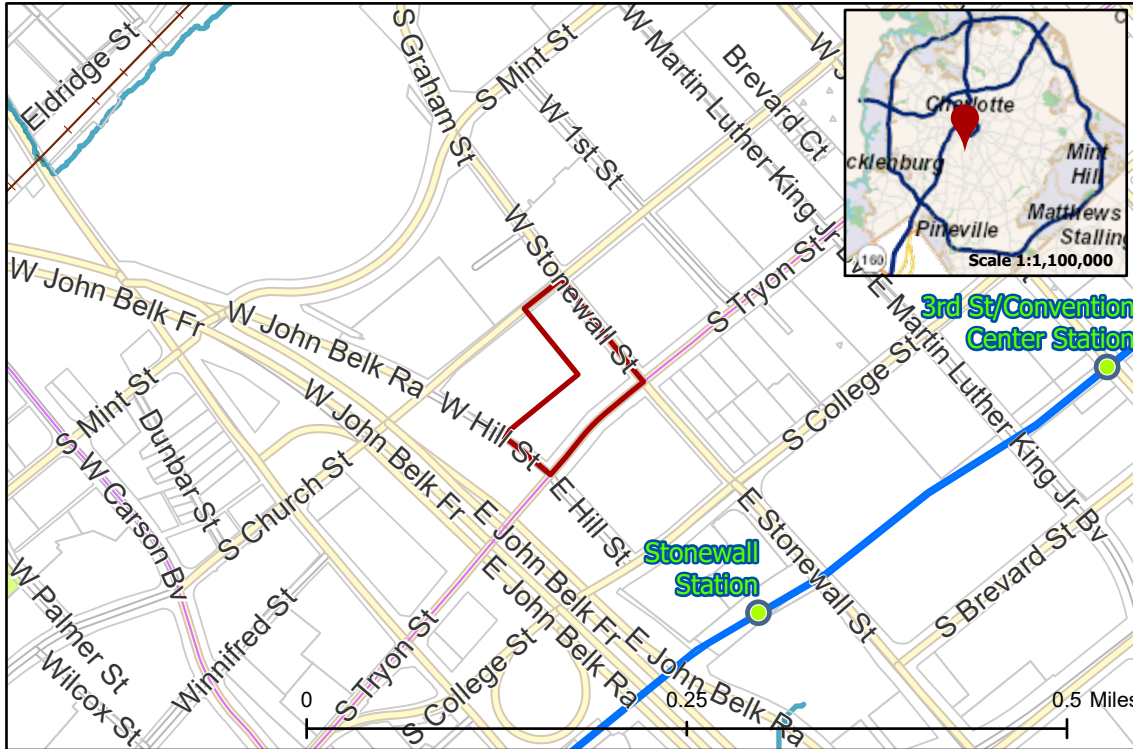 Eldridge St
S Graham St
S Mint St
W Martin Luther King Jr Bv
Brevard Ct
W 1st St
W Stonewall St
S Tryon St
Charlotte
cklenburg
Mint
Hill
Matthews
Stalling
Pineville
160
Scale 1:1,100,000
3rd St/Convention
Center Station
E Martin Luther King Jr Bv
S College St
W John Belk Fr
W John Belk Ra
W Hill St
W John Belk Fr
S Mint St
Dunbar St
S W Carson Bv
S Church St
E Hill St
E Stonewall St
Stonewall
Station
S Brevard St
E John Belk Fr
E John Belk Ra
E John Belk Ra
W Palmer St
Wilcox St
Winnifred St
S Tryon St
S College St
0
0.25
0.5 Miles